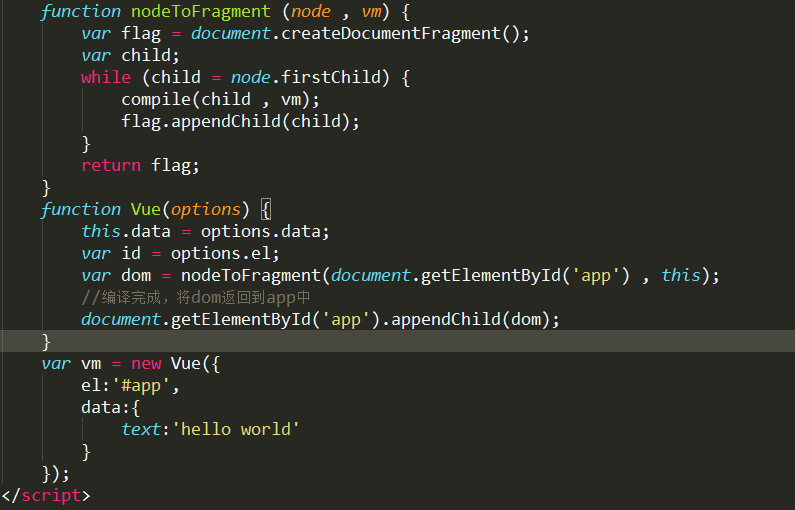 function nodeToFragment (node , vm) {
var flag = document.createDocumentFragment();
var child;
while (child = node.firstChild) {
compile(child , vm);
flag.appendChild(child);
}
return flag;
}
function Vue(options) {
this.data = options.data;
var id = options.el;
var dom = nodeToFragment(document.getElementById('app') , this);
//编译完成，将dom返回到app中
document.getElementById('app').appendChild(dom);
}
var vm = new Vue({
el:'#app',
data:{
text:'hello world'
}
});
</script>